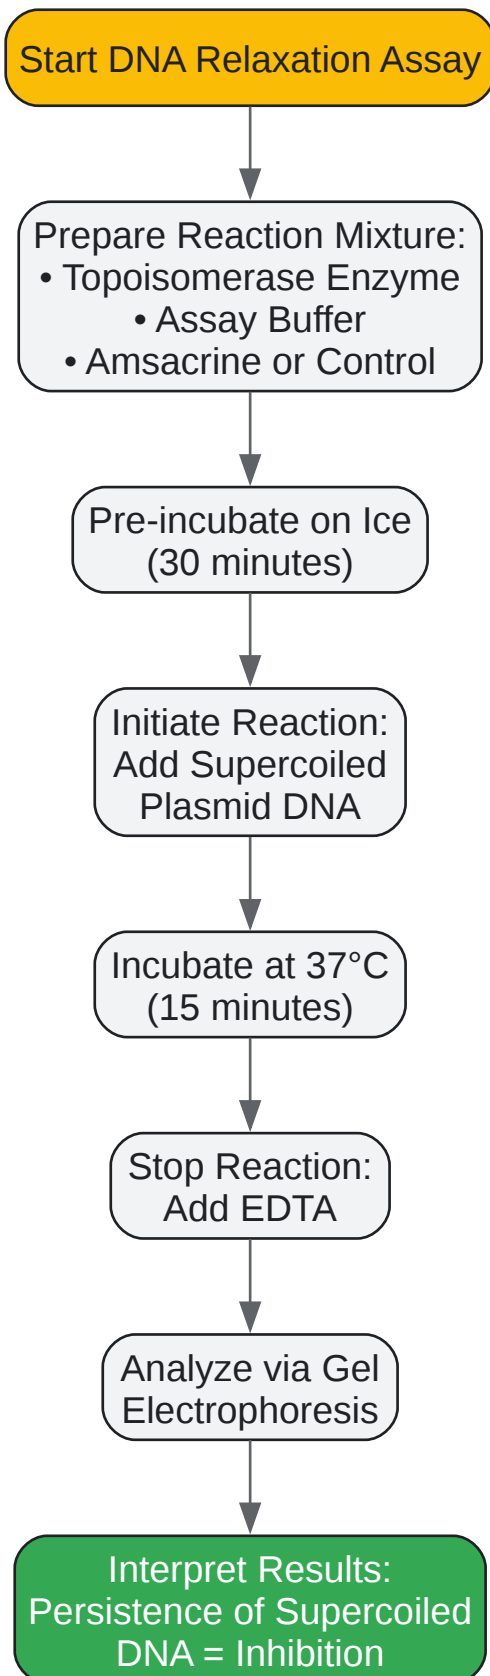 Start DNA Relaxation Assay
Prepare Reaction Mixture:
• Topoisomerase Enzyme
• Assay Buffer
• Amsacrine or Control
Pre-incubate on Ice
(30 minutes)
Initiate Reaction:
Add Supercoiled
Plasmid DNA
Incubate at 37°C
(15 minutes)
Stop Reaction:
Add EDTA
Analyze via Gel
Electrophoresis
Interpret Results:
Persistence of Supercoiled
DNA = Inhibition